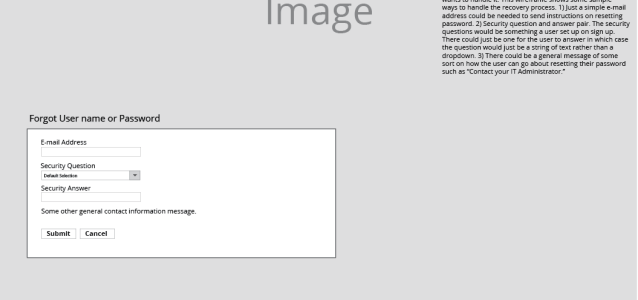 Image
wants to handle it. This wireframe shows some sample
ways to handle the recovery process. 1) Just a simple e-mail
address could be needed to send instructions on resetting
password. 2) Security question and answer pair. The security
questions would be something a user set up on sign up.
There could just be one for the user to answer in which case
the question would just be a string of text rather than a
dropdown. 3) There could be a general message of some
sort on how the user can go about resetting their password
such as "Contact your IT Administrator."
Forgot User name or Password
E-mail Address
Security Question
Default Selection
Security Answer
Some other general contact information message.
Submit Cancel